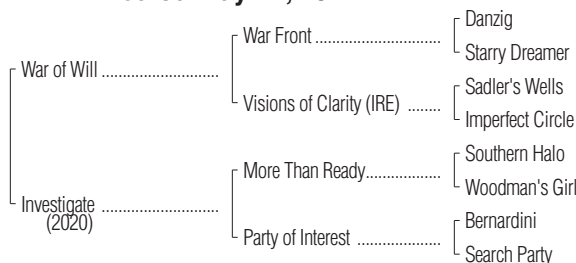 War of Will
Investigate
(2020)
War Front
Visions of Clarity (IRE)
More Than Ready
Party of Interest
Danzig
Starry Dreamer
Sadler's Wells
Imperfect Circle
Southern Halo
Woodman's Girl
Bernardini
Search Party